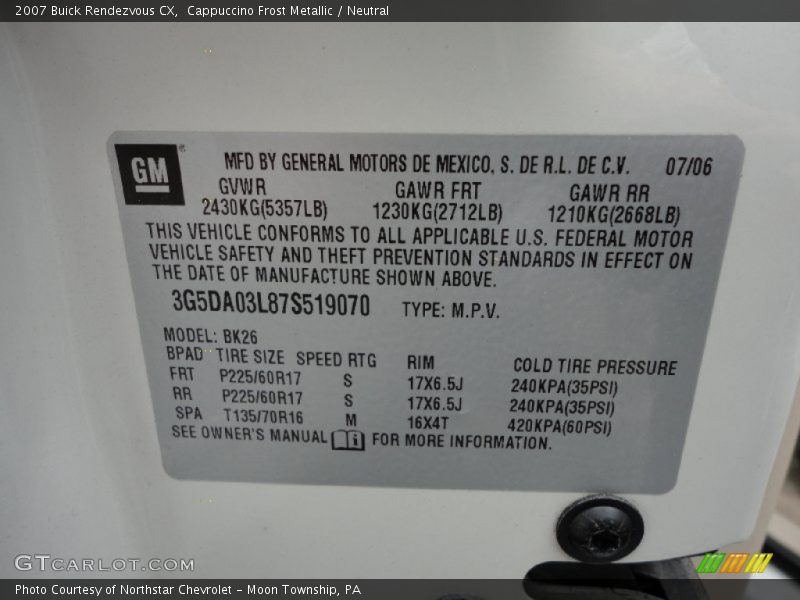 2007 Buick Rendezvous CX,  Cappuccino Frost Metallic / Neutral
GM
MFD BY GENERAL MOTORS DE MEXICO, S. DE R.L. DE C.V. 07/06
GVWR GAWR FRT GAWR RR
2430KG(5357LB) 1230KG(2712LB) 1210KG(2668LB)
THIS VEHICLE CONFORMS TO ALL APPLICABLE U.S. FEDERAL MOTOR
VEHICLE SAFETY AND THEFT PREVENTION STANDARDS IN EFFECT ON
THE DATE OF MANUFACTURE SHOWN ABOVE.
3G5DA03L87S519070 TYPE: M.P.V.
MODEL: BK26
BPAD TIRE SIZE SPEED RTG RIM COLD TIRE PRESSURE
FRT P225/60R17 S 17X6.5J 240KPA(35PSI)
RR P225/60R17 S 17X6.5J 240KPA(35PSI)
SPA T135/70R16 M 16X4T 420KPA(60PSI)
SEE OWNER'S MANUAL i FOR MORE INFORMATION.
GTCARLOT.COM
Photo Courtesy of Northstar Chevrolet – Moon Township, PA